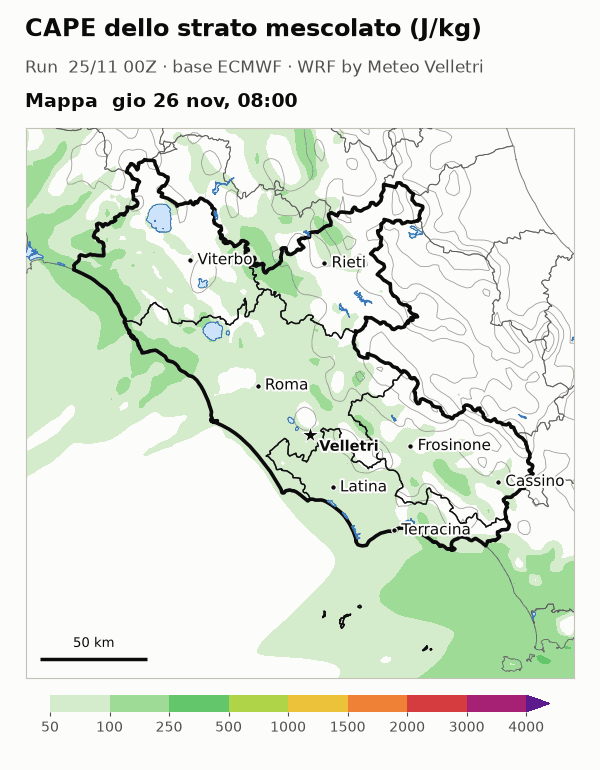 CAPE dello strato mescolato (J/kg)
Run 25/11 00Z · base ECMWF · WRF by Meteo Velletri
Mappa gio 26 nov, 08:00
Viterbo
Rieti
Roma
Velletri
Frosinone
Cassino
Latina
Terracina
50 km
50 100 250 500 1000 1500 2000 3000 4000